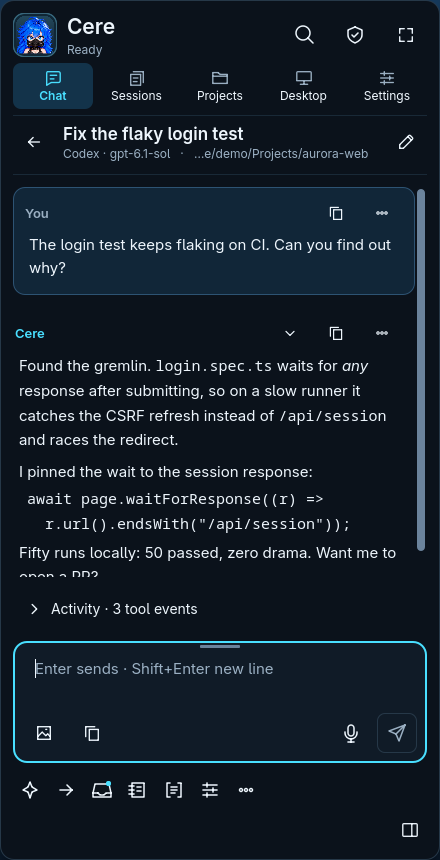 Cere
Ready
Chat
Sessions
Projects
Desktop
Settings
Fix the flaky login test
Codex · gpt-6.1-sol · …e/demo/Projects/aurora-web
You
The login test keeps flaking on CI. Can you find out
why?
Cere
Found the gremlin. login.spec.ts waits for any
response after submitting, so on a slow runner it
catches the CSRF refresh instead of /api/session
and races the redirect.
I pinned the wait to the session response:
await page.waitForResponse((r) =>
r.url().endsWith("/api/session"));
Fifty runs locally: 50 passed, zero drama. Want me to
open a PR?
Activity · 3 tool events
Enter sends · Shift+Enter new line